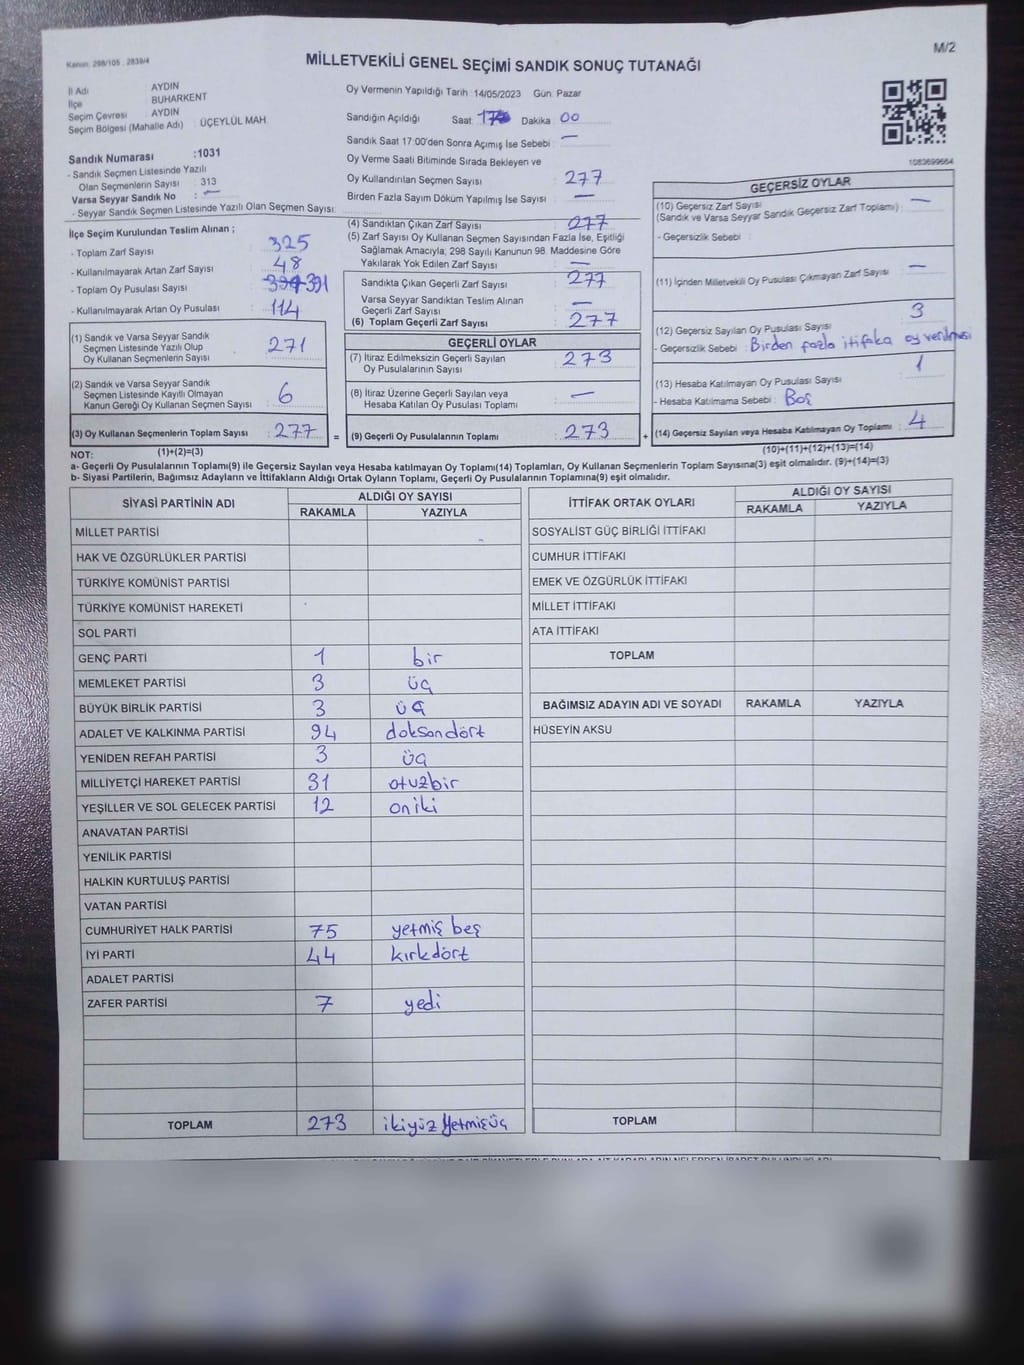 Kanun: 298/105 , 2839/4
MİLLETVEKİLİ GENEL SEÇİMİ SANDIK SONUÇ TUTANAĞI
M/2
İl Adı AYDIN
İlçe BUHARKENT
Seçim Çevresi AYDIN
Seçim Bölgesi (Mahalle Adı) : ÜÇEYLÜL MAH
Sandık Numarası :1031
- Sandık Seçmen Listesinde Yazılı
Olan Seçmenlerin Sayısı : 313
Varsa Seyyar Sandık No : —
- Seyyar Sandık Seçmen Listesinde Yazılı Olan Seçmen Sayısı:
Oy Vermenin Yapıldığı Tarih :14/05/2023 Gün: Pazar
Sandığın Açıldığı Saat: 17 Dakika : 00
Sandık Saat 17:00'den Sonra Açımış İse Sebebi : —
Oy Verme Saati Bitiminde Sırada Bekleyen ve
Oy Kullandırılan Seçmen Sayısı : 277
Birden Fazla Sayım Döküm Yapılmış İse Sayısı : —
1083699664
İlçe Seçim Kurulundan Teslim Alınan ;
- Toplam Zarf Sayısı : 325
- Kullanılmayarak Artan Zarf Sayısı : 48
- Toplam Oy Pusulası Sayısı : 391
- Kullanılmayarak Artan Oy Pusulası : 114
(1) Sandık ve Varsa Seyyar Sandık
Seçmen Listesinde Yazılı Olup
Oy Kullanan Seçmenlerin Sayısı : 271
(2) Sandık ve Varsa Seyyar Sandık
Seçmen Listesinde Kayıtlı Olmayan
Kanun Gereği Oy Kullanan Seçmen Sayısı : 6
(3) Oy Kullanan Seçmenlerin Toplam Sayısı : 277 =
(1)+(2)=(3)
(4) Sandıktan Çıkan Zarf Sayısı : 277
(5) Zarf Sayısı Oy Kullanan Seçmen Sayısından Fazla İse, Eşitliği
Sağlamak Amacıyla; 298 Sayılı Kanunun 98. Maddesine Göre
Yakılarak Yok Edilen Zarf Sayısı : —
Sandıkta Çıkan Geçerli Zarf Sayısı : 277
Varsa Seyyar Sandıktan Teslim Alınan
Geçerli Zarf Sayısı : —
(6) Toplam Geçerli Zarf Sayısı : 277
GEÇERLİ OYLAR
(7) İtiraz Edilmeksizin Geçerli Sayılan
Oy Pusulalarının Sayısı : 273
(8) İtiraz Üzerine Geçerli Sayılan veya
Hesaba Katılan Oy Pusulası Toplamı : —
(9) Geçerli Oy Pusulalarının Toplamı : 273 +
GEÇERSİZ OYLAR
(10) Geçersiz Zarf Sayısı : —
(Sandık ve Varsa Seyyar Sandık Geçersiz Zarf Toplamı)
- Geçersizlik Sebebi :
(11) İçinden Milletvekili Oy Pusulası Çıkmayan Zarf Sayısı : —
(12) Geçersiz Sayılan Oy Pusulası Sayısı : 3
- Geçersizlik Sebebi : Birden fazla itifaka oy verilmesi
(13) Hesaba Katılmayan Oy Pusulası Sayısı : 1
- Hesaba Katılmama Sebebi : Boş
(14) Geçersiz Sayılan veya Hesaba Katılmayan Oy Toplamı : 4
(10)+(11)+(12)+(13)=(14)
NOT:
a- Geçerli Oy Pusulalarının Toplamı(9) ile Geçersiz Sayılan veya Hesaba katılmayan Oy Toplamı(14) Toplamları, Oy Kullanan Seçmenlerin Toplam Sayısına(3) eşit olmalıdır. (9)+(14)=(3)
b- Siyasi Partilerin, Bağımsız Adayların ve İttifakların Aldığı Ortak Oyların Toplamı, Geçerli Oy Pusulalarının Toplamına(9) eşit olmalıdır.
SİYASİ PARTİNİN ADI ALDIĞI OY SAYISI
RAKAMLA YAZIYLA
MİLLET PARTİSİ
HAK VE ÖZGÜRLÜKLER PARTİSİ
TÜRKİYE KOMÜNİST PARTİSİ
TÜRKİYE KOMÜNİST HAREKETİ
SOL PARTİ
GENÇ PARTİ 1 bir
MEMLEKET PARTİSİ 3 üç
BÜYÜK BİRLİK PARTİSİ 3 üç
ADALET VE KALKINMA PARTİSİ 94 doksandört
YENİDEN REFAH PARTİSİ 3 üç
MİLLİYETÇİ HAREKET PARTİSİ 31 otuzbir
YEŞİLLER VE SOL GELECEK PARTİSİ 12 oniki
ANAVATAN PARTİSİ
YENİLİK PARTİSİ
HALKIN KURTULUŞ PARTİSİ
VATAN PARTİSİ
CUMHURİYET HALK PARTİSİ 75 yetmiş beş
İYİ PARTİ 44 kırkdört
ADALET PARTİSİ
ZAFER PARTİSİ 7 yedi
TOPLAM 273 ikiyüz Yetmişüç
İTTİFAK ORTAK OYLARI ALDIĞI OY SAYISI
RAKAMLA YAZIYLA
SOSYALİST GÜÇ BİRLİĞİ İTTİFAKI
CUMHUR İTTİFAKI
EMEK VE ÖZGÜRLÜK İTTİFAKI
MİLLET İTTİFAKI
ATA İTTİFAKI
TOPLAM
BAĞIMSIZ ADAYIN ADI VE SOYADI RAKAMLA YAZIYLA
HÜSEYİN AKSU
TOPLAM